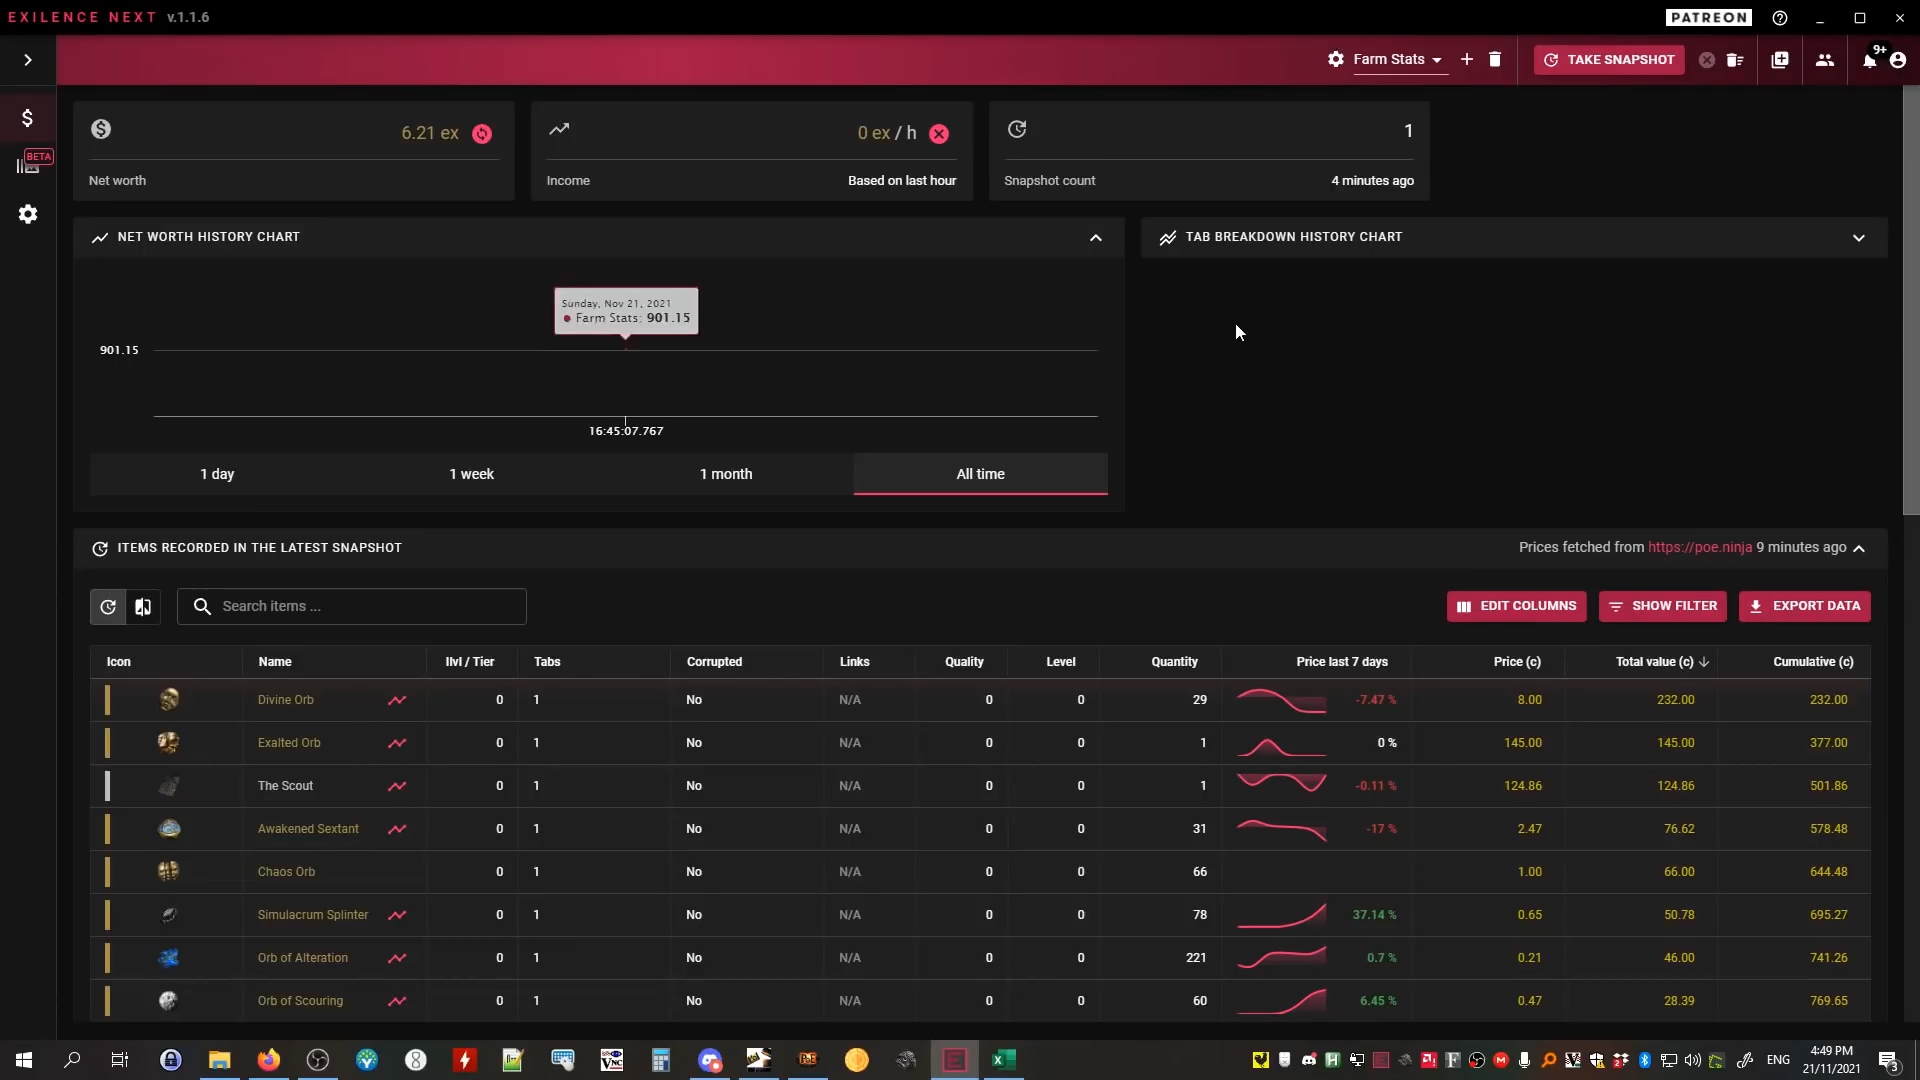 EXILENCE NEXT v.1.1.6
PATREON
Farm Stats
TAKE SNAPSHOT
9+
BETA
6.21 ex
Net worth
0 ex / h
Income
Based on last hour
1
Snapshot count
4 minutes ago
NET WORTH HISTORY CHART
TAB BREAKDOWN HISTORY CHART
Sunday, Nov 21, 2021
Farm Stats: 901.15
901.15
16:45:07.767
1 day
1 week
1 month
All time
ITEMS RECORDED IN THE LATEST SNAPSHOT
Prices fetched from https://poe.ninja 9 minutes ago
Search items ...
EDIT COLUMNS
SHOW FILTER
EXPORT DATA
Icon Name Ilvl / Tier Tabs Corrupted Links Quality Level Quantity Price last 7 days Price (c) Total value (c) Cumulative (c)
Divine Orb 0 1 No N/A 0 0 29 -7.47 % 8.00 232.00 232.00
Exalted Orb 0 1 No N/A 0 0 1 0 % 145.00 145.00 377.00
The Scout 0 1 No N/A 0 0 1 -0.11 % 124.86 124.86 501.86
Awakened Sextant 0 1 No N/A 0 0 31 -17 % 2.47 76.62 578.48
Chaos Orb 0 1 No N/A 0 0 66 1.00 66.00 644.48
Simulacrum Splinter 0 1 No N/A 0 0 78 37.14 % 0.65 50.78 695.27
Orb of Alteration 0 1 No N/A 0 0 221 0.7 % 0.21 46.00 741.26
Orb of Scouring 0 1 No N/A 0 0 60 6.45 % 0.47 28.39 769.65
ENG
4:49 PM
21/11/2021
3